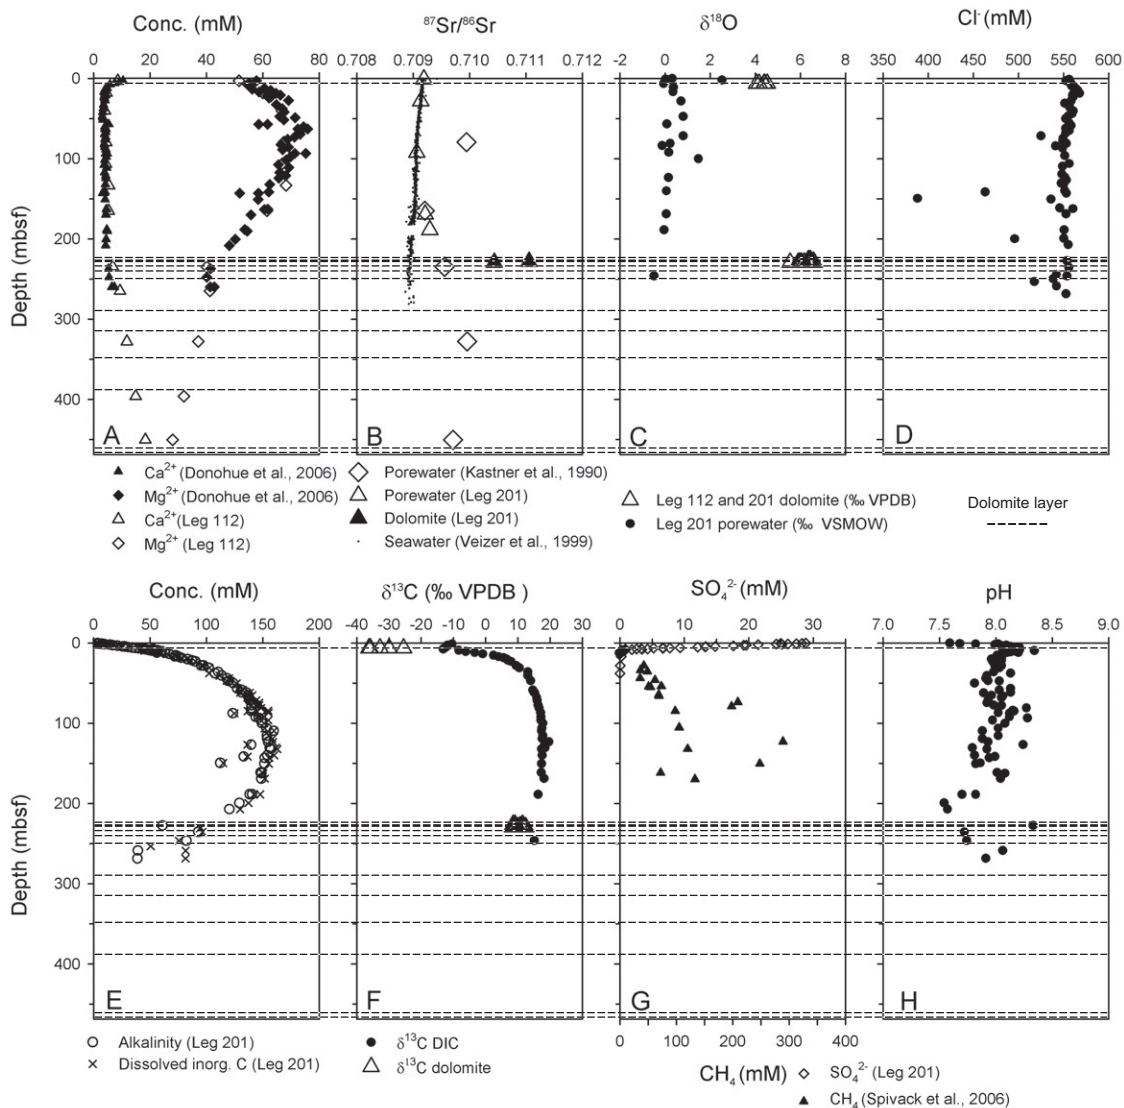 Conc. (mM)
⁸⁷Sr/⁸⁶Sr
δ¹⁸O
Cl⁻(mM)
0 20 40 60 80
0.708 0.709 0.710 0.711 0.712
-2 0 2 4 6 8
350 400 450 500 550 600
Depth (mbsf)
0
100
200
300
400
A
B
C
D
Ca²⁺ (Donohue et al., 2006)
Mg²⁺ (Donohue et al., 2006)
Ca²⁺(Leg 112)
Mg²⁺ (Leg 112)
Porewater (Kastner et al., 1990)
Porewater (Leg 201)
Dolomite (Leg 201)
Seawater (Veizer et al., 1999)
Leg 112 and 201 dolomite (‰ VPDB)
Leg 201 porewater (‰ VSMOW)
Dolomite layer
Conc. (mM)
δ¹³C (‰ VPDB )
SO₄²⁻ (mM)
pH
0 50 100 150 200
-40 -30 -20 -10 0 10 20 30
0 10 20 30
7.0 7.5 8.0 8.5 9.0
Depth (mbsf)
0
100
200
300
400
E
F
G
H
0 100 200 300 400
Alkalinity (Leg 201)
Dissolved inorg. C (Leg 201)
δ¹³C DIC
δ¹³C dolomite
CH₄ (mM)
SO₄²⁻ (Leg 201)
CH₄ (Spivack et al., 2006)